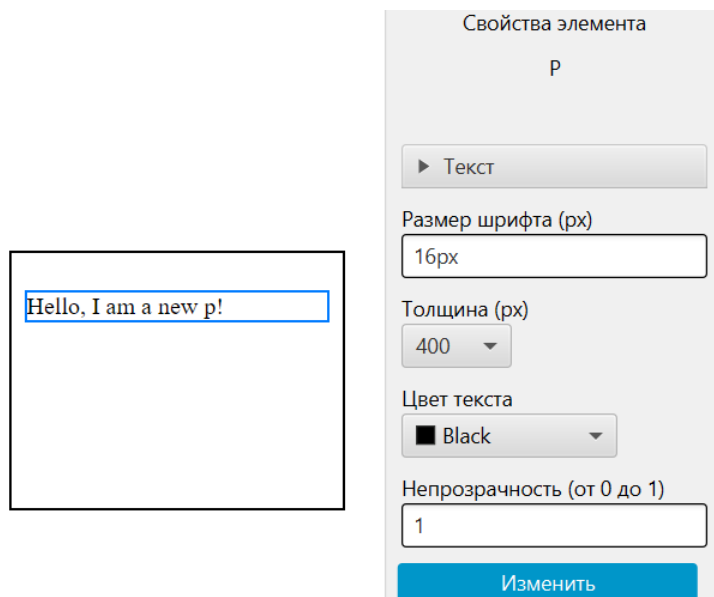 Свойства элемента
P
Текст
Размер шрифта (px)
16px
Hello, I am a new p!
Толщина (px)
400
Цвет текста
Black
Непрозрачность (от 0 до 1)
1
Изменить